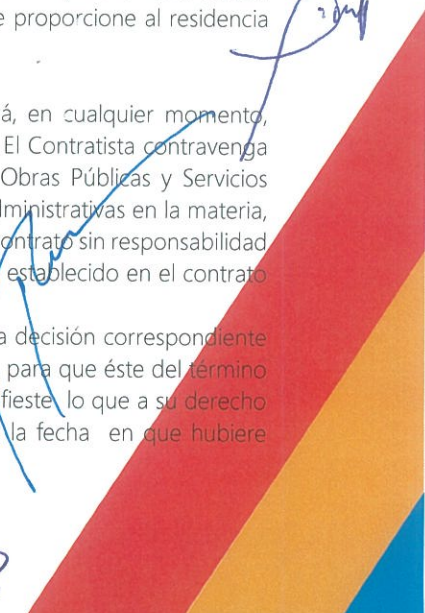 e proporcione al residencia
á, en cualquier momento,
El Contratista contravenga
Obras Públicas y Servicios
dministrativas en la materia,
ontrato sin responsabilidad
establecido en el contrato
a decisión correspondiente
para que éste del término
fieste lo que a su derecho
la fecha en que hubiere